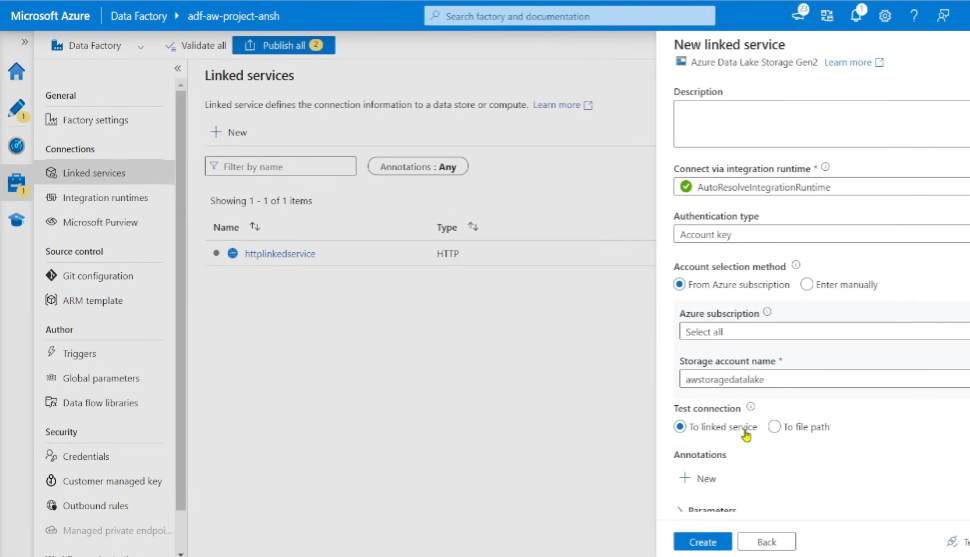 Microsoft Azure
Data Factory
adf-aw-project-ansh
Search factory and documentation
23
1
Data Factory
Validate all
Publish all
2
1
1
General
Factory settings
Connections
Linked services
Integration runtimes
Microsoft Purview
Source control
Git configuration
ARM template
Author
Triggers
Global parameters
Data flow libraries
Security
Credentials
Customer managed key
Outbound rules
Managed private endpoi...
Linked services
Linked service defines the connection information to a data store or compute. Learn more
New
Filter by name
Annotations : Any
Showing 1 - 1 of 1 items
Name
Type
httplinkedservice
HTTP
New linked service
Azure Data Lake Storage Gen2 Learn more
Description
Connect via integration runtime *
AutoResolveIntegrationRuntime
Authentication type
Account key
Account selection method
From Azure subscription
Enter manually
Azure subscription
Select all
Storage account name *
awstoragedatalake
Test connection
To linked service
To file path
Annotations
New
Parameters
Create
Back